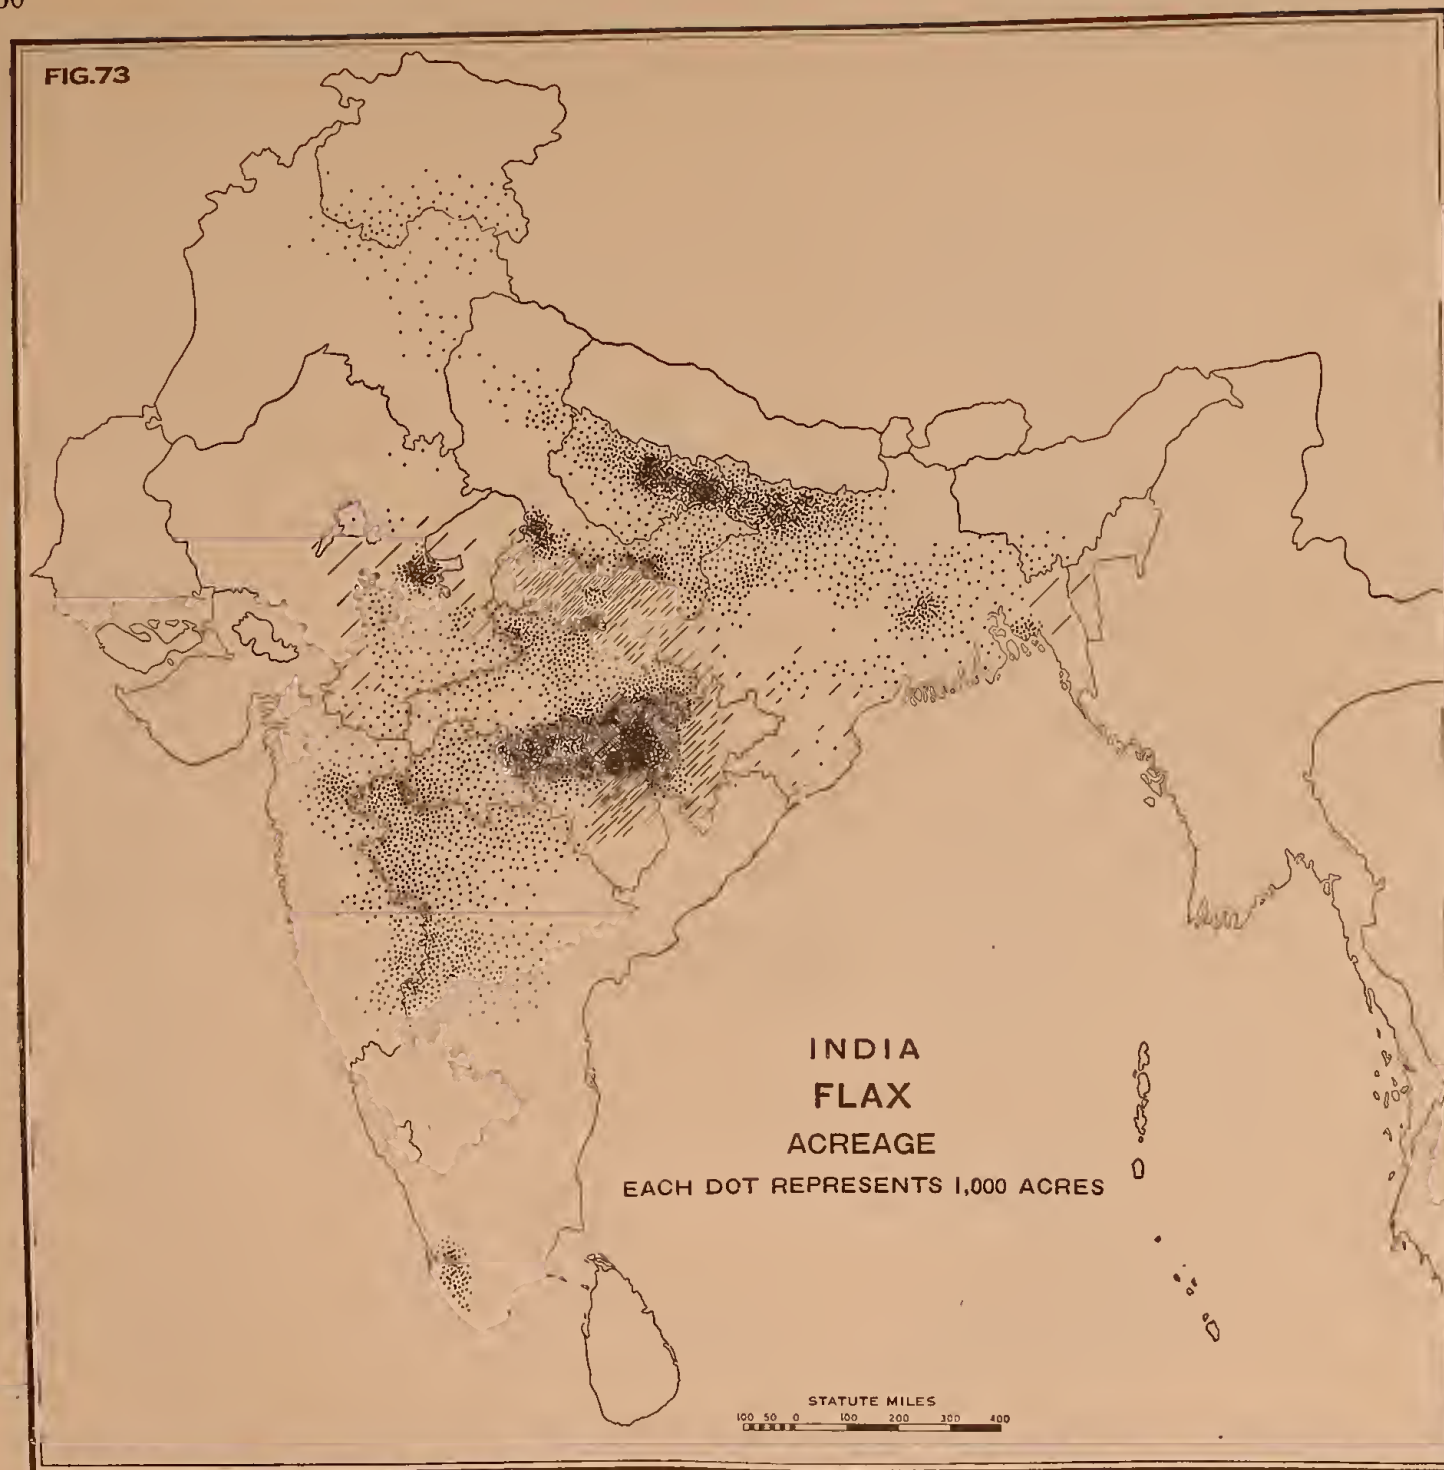 FIG.73
INDIA
FLAX
ACREAGE
EACH DOT REPRESENTS 1,000 ACRES
STATUTE MILES
100 50 0 100 200 300 400